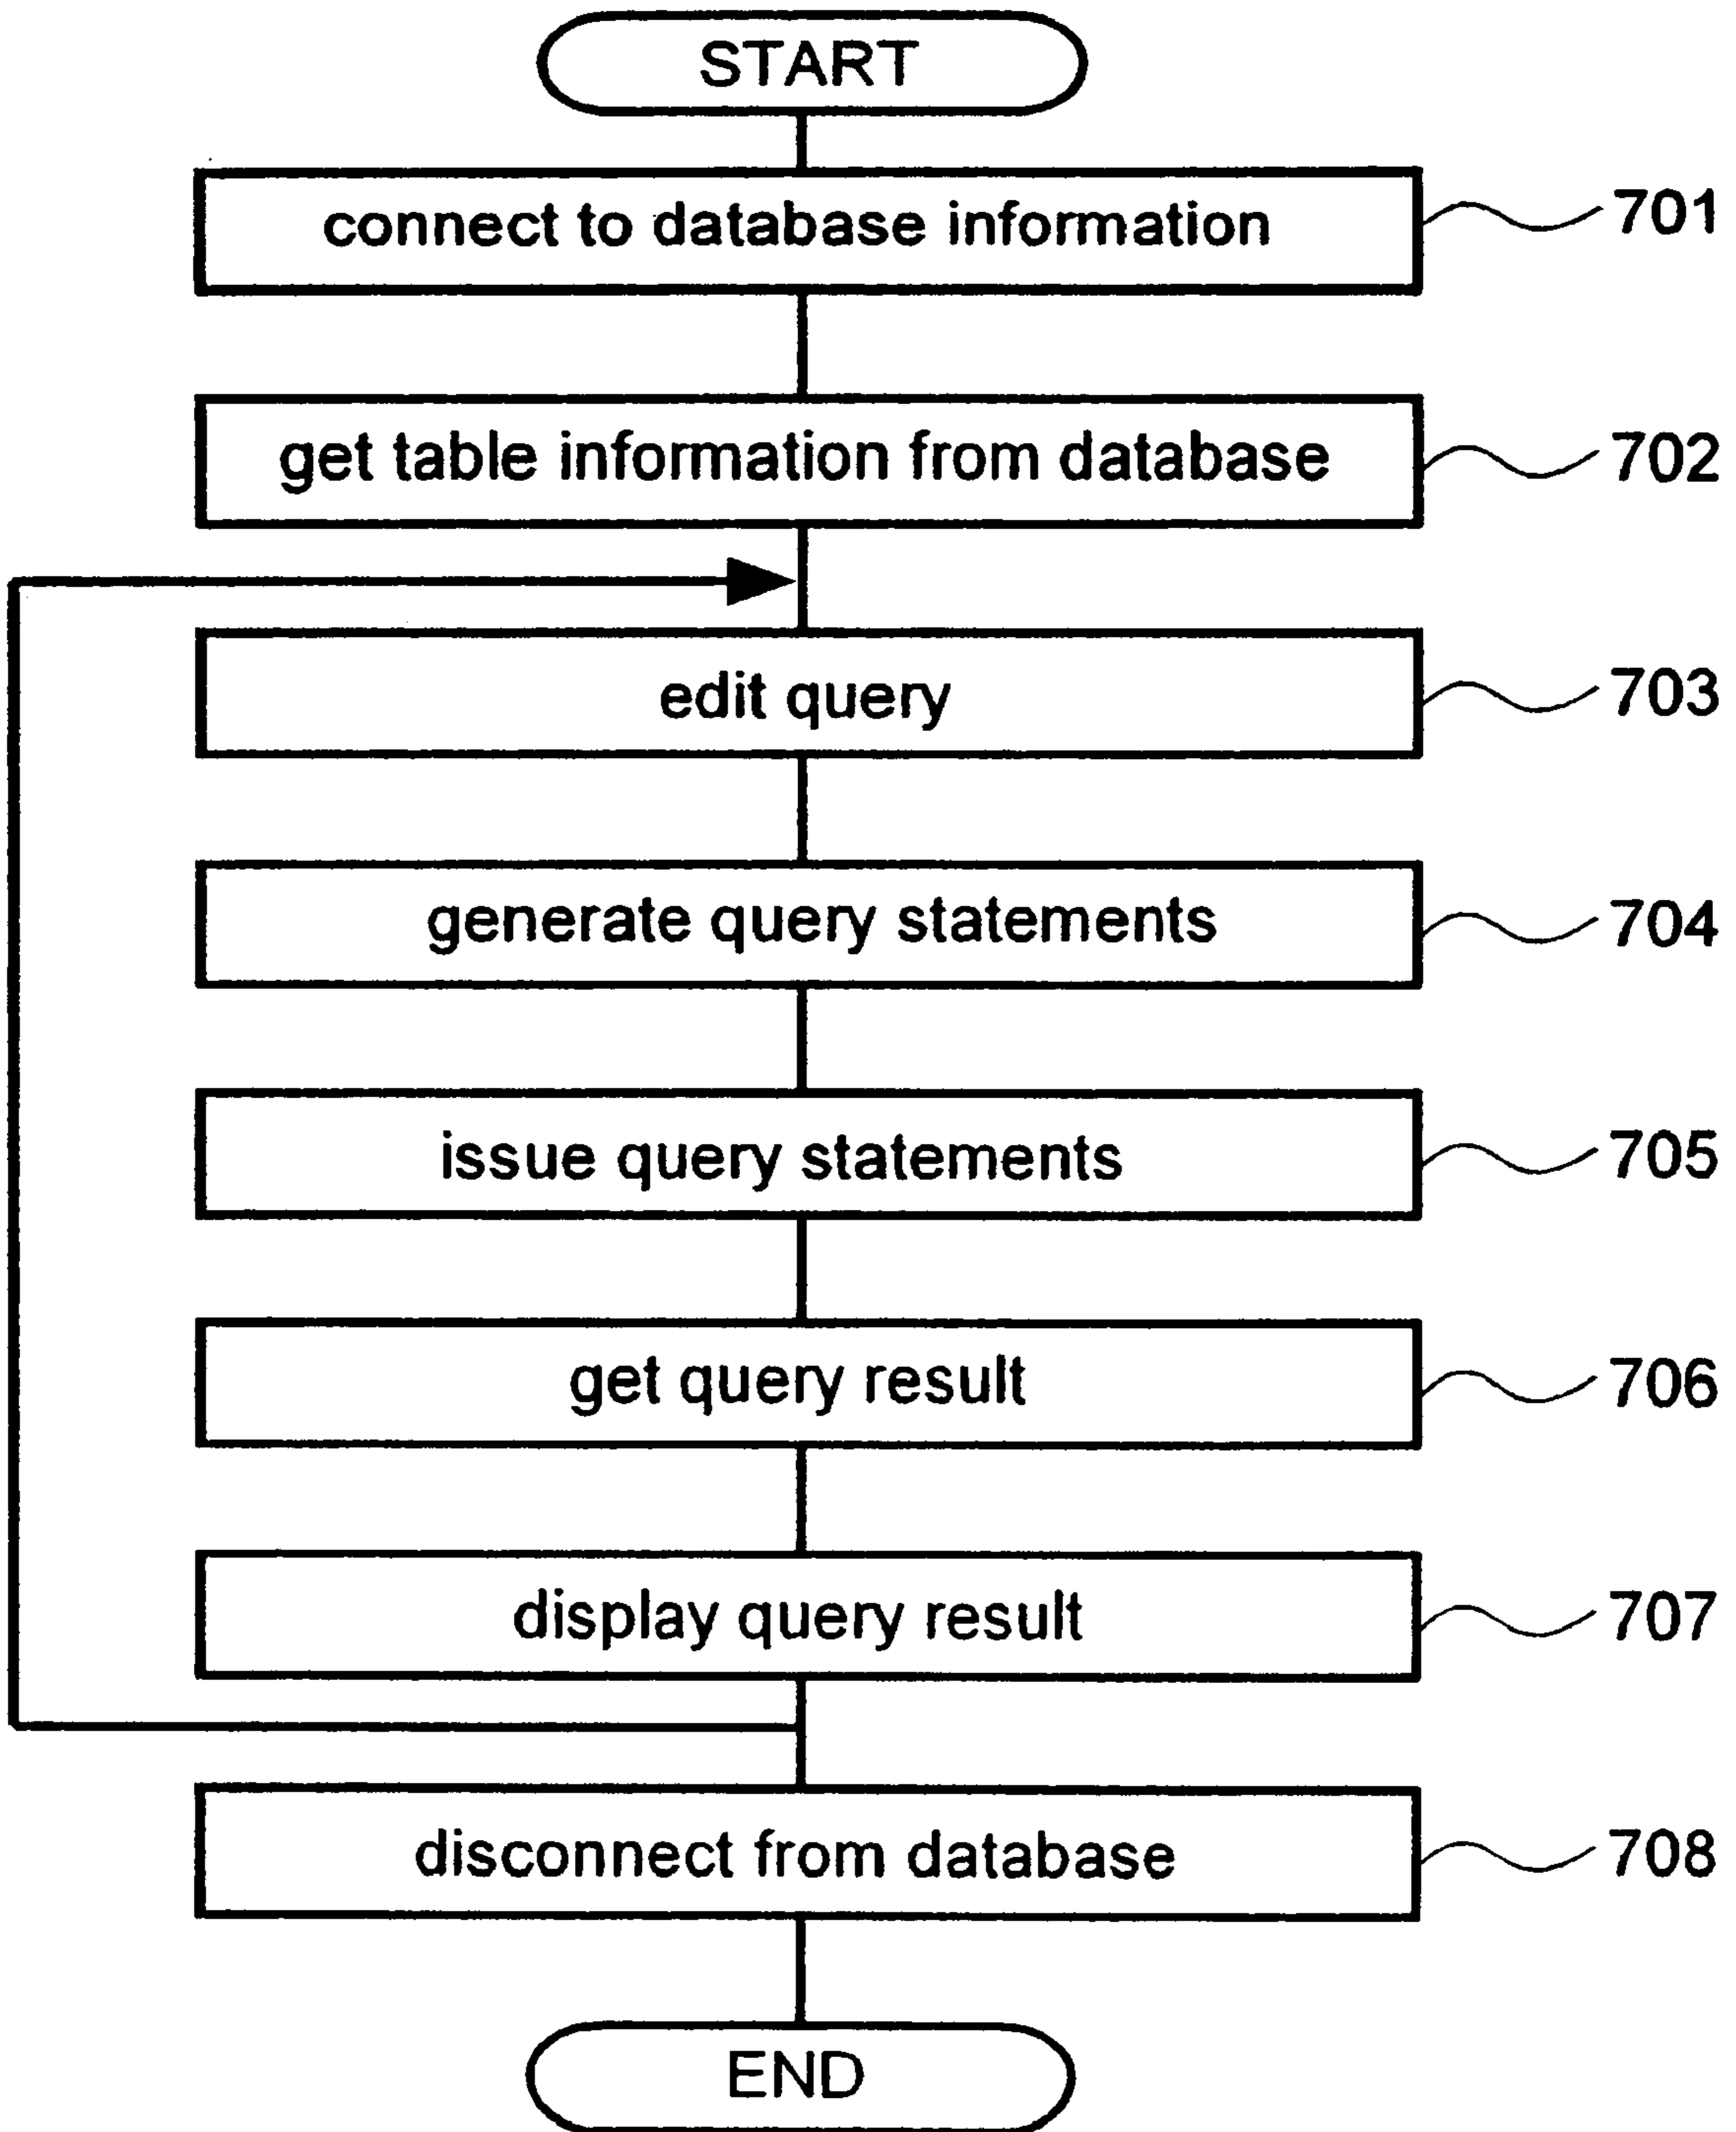 START
connect to database information
701
get table information from database
702
edit query
703
generate query statements
704
issue query statements
705
get query result
706
display query result
707
disconnect from database
708
END